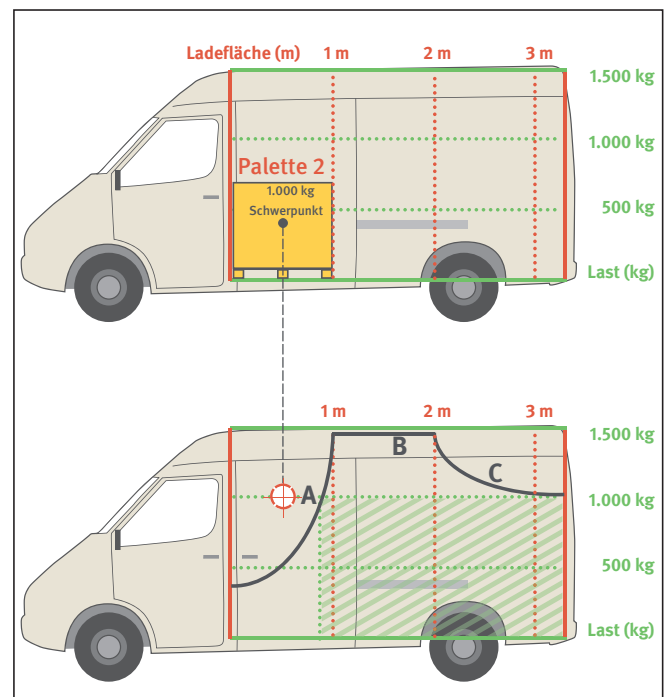 Ladefläche (m) 1 m 2 m 3 m
1.500 kg
1.000 kg
Palette 2
1.000 kg
Schwerpunkt
500 kg
Last (kg)
1 m 2 m 3 m
1.500 kg
B
C
A
1.000 kg
500 kg
Last (kg)